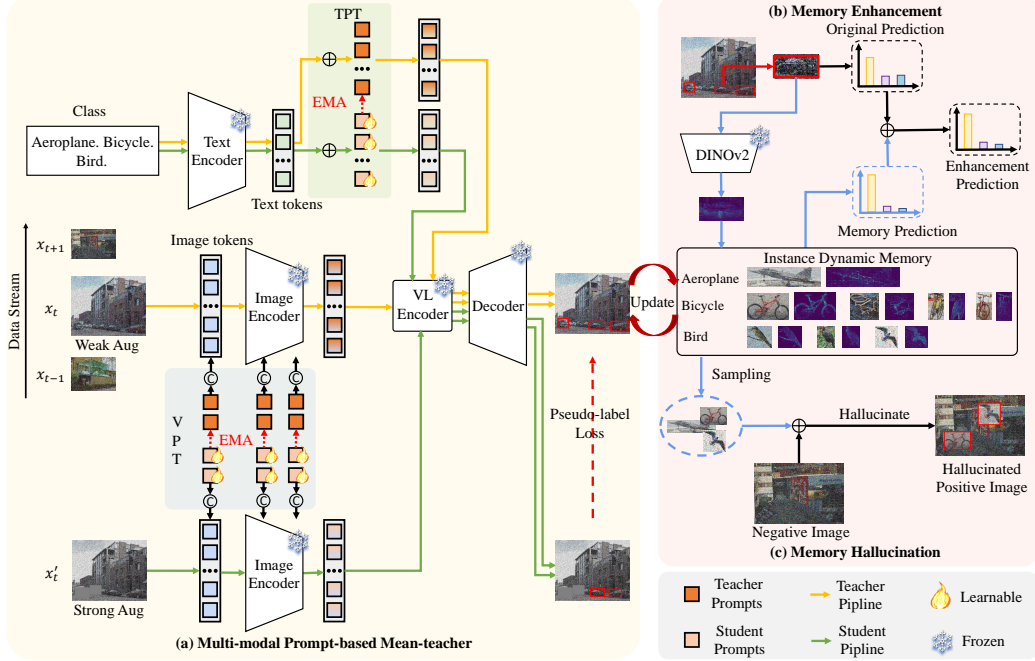 TPT
EMA
Class
Aeroplane. Bicycle.
Bird.
Text
Encoder
Text tokens
Data Stream
x_{t+1}
x_t
x_{t-1}
Weak Aug
Image tokens
Image
Encoder
VL
Encoder
Decoder
C
C
C
V
P
T
EMA
C
C
C
x'_t
Strong Aug
Image
Encoder
Pseudo-label
Loss
(a) Multi-modal Prompt-based Mean-teacher
(b) Memory Enhancement
Original Prediction
DINOv2
Enhancement
Prediction
Memory Prediction
Update
Instance Dynamic Memory
Aeroplane
Bicycle
Bird
Sampling
Hallucinate
Hallucinated
Positive Image
Negative Image
(c) Memory Hallucination
Teacher
Prompts
Teacher
Pipline
Learnable
Student
Prompts
Student
Pipline
Frozen